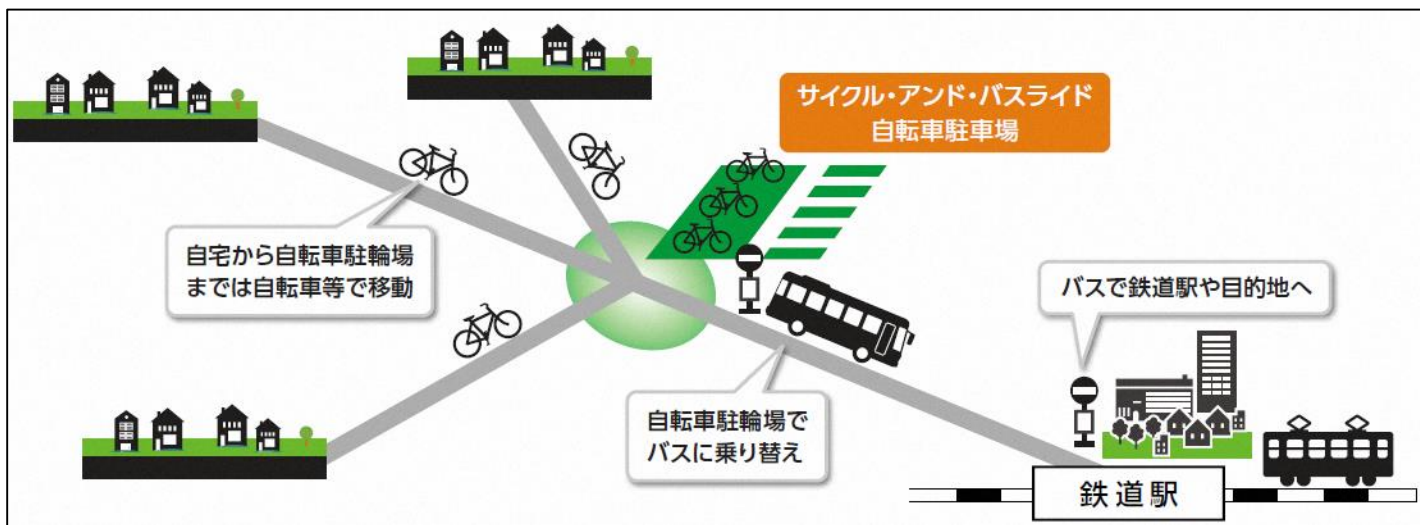 サイクル・アンド・バスライド
自転車駐車場
自宅から自転車駐輪場
までは自転車等で移動
バスで鉄道駅や目的地へ
自転車駐輪場で
バスに乗り替え
鉄道駅